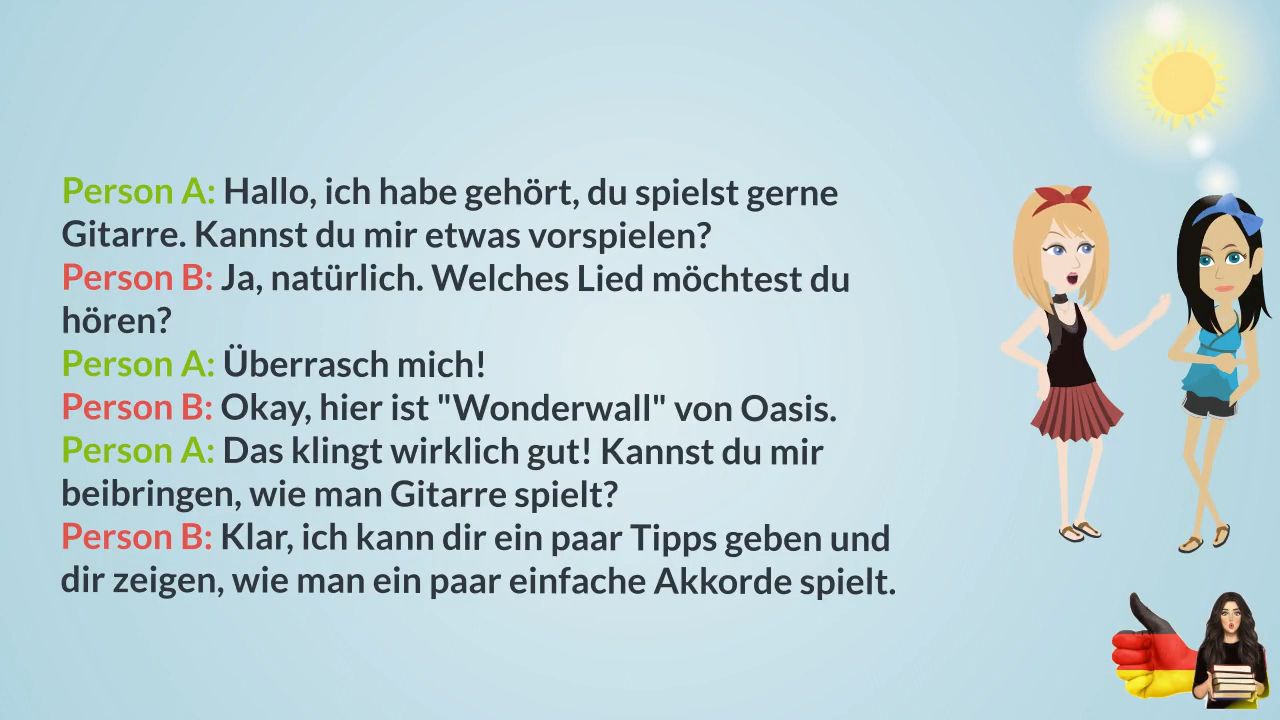 Person A: Hallo, ich habe gehört, du spielst gerne
Gitarre. Kannst du mir etwas vorspielen?
Person B: Ja, natürlich. Welches Lied möchtest du
hören?
Person A: Überrasch mich!
Person B: Okay, hier ist "Wonderwall" von Oasis.
Person A: Das klingt wirklich gut! Kannst du mir
beibringen, wie man Gitarre spielt?
Person B: Klar, ich kann dir ein paar Tipps geben und
dir zeigen, wie man ein paar einfache Akkorde spielt.